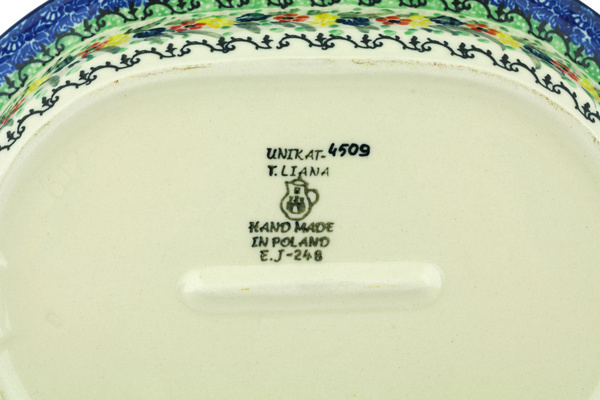 UNIKAT-4509
T. LIANA
HAND MADE
IN POLAND
E.J-248